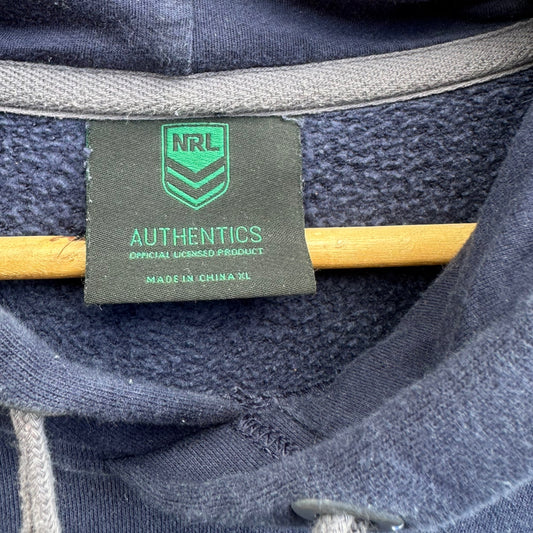 NRL
AUTHENTICS
OFFICIAL LICENSED PRODUCT
MADE IN CHINA XL